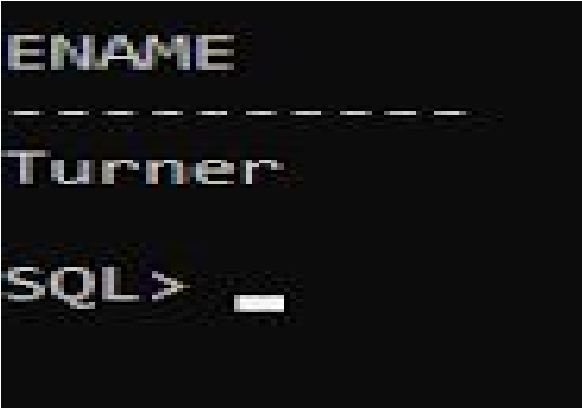 ENAME
----------
Turner
SQL>